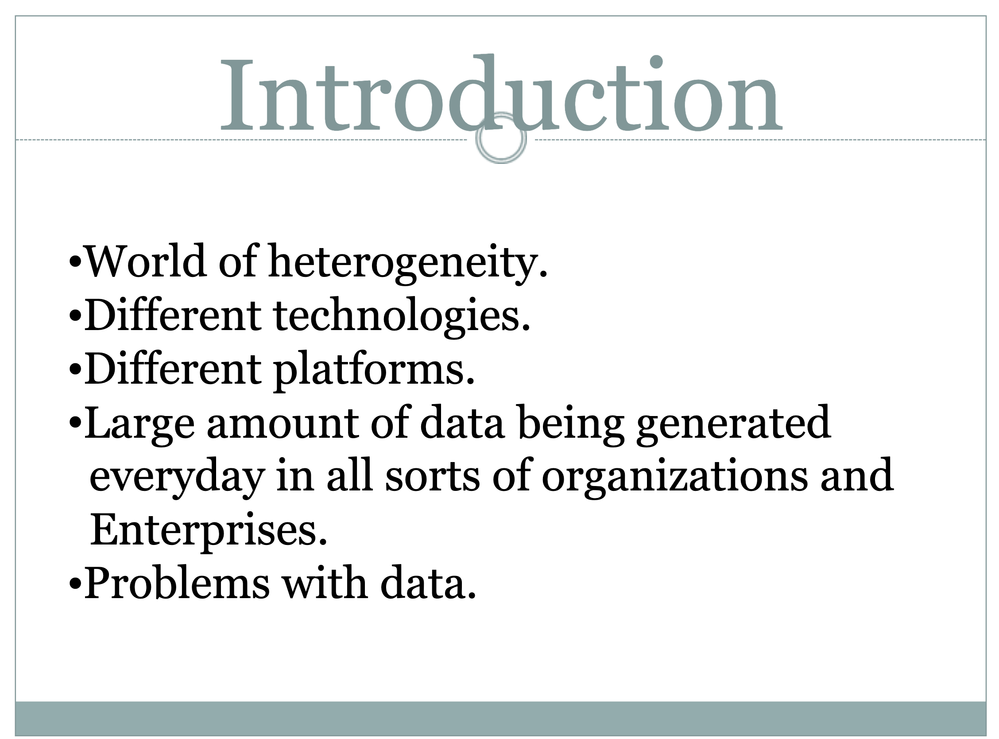 Introduction
•World of heterogeneity.
•Different technologies.
•Different platforms.
•Large amount of data being generated
everyday in all sorts of organizations and
Enterprises.
•Problems with data.